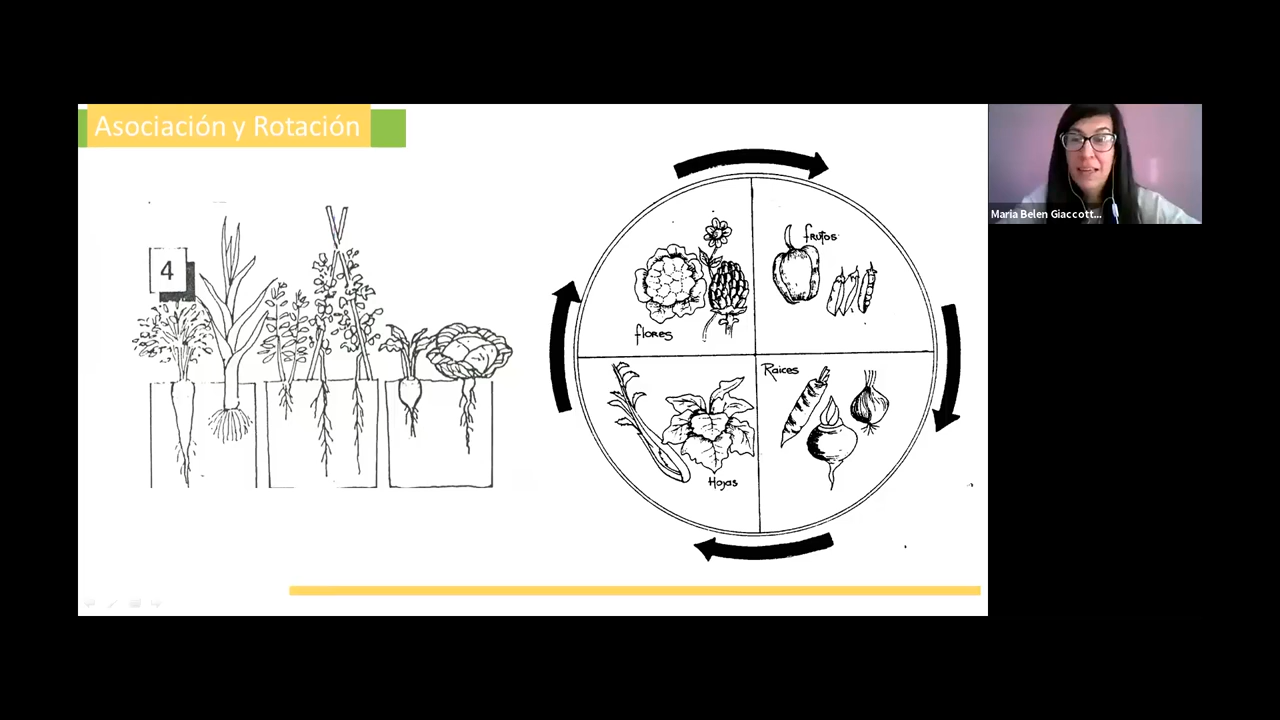 Asociación y Rotación
4
flores
frutos
Raices
Hojas
Maria Belen Giaccott...